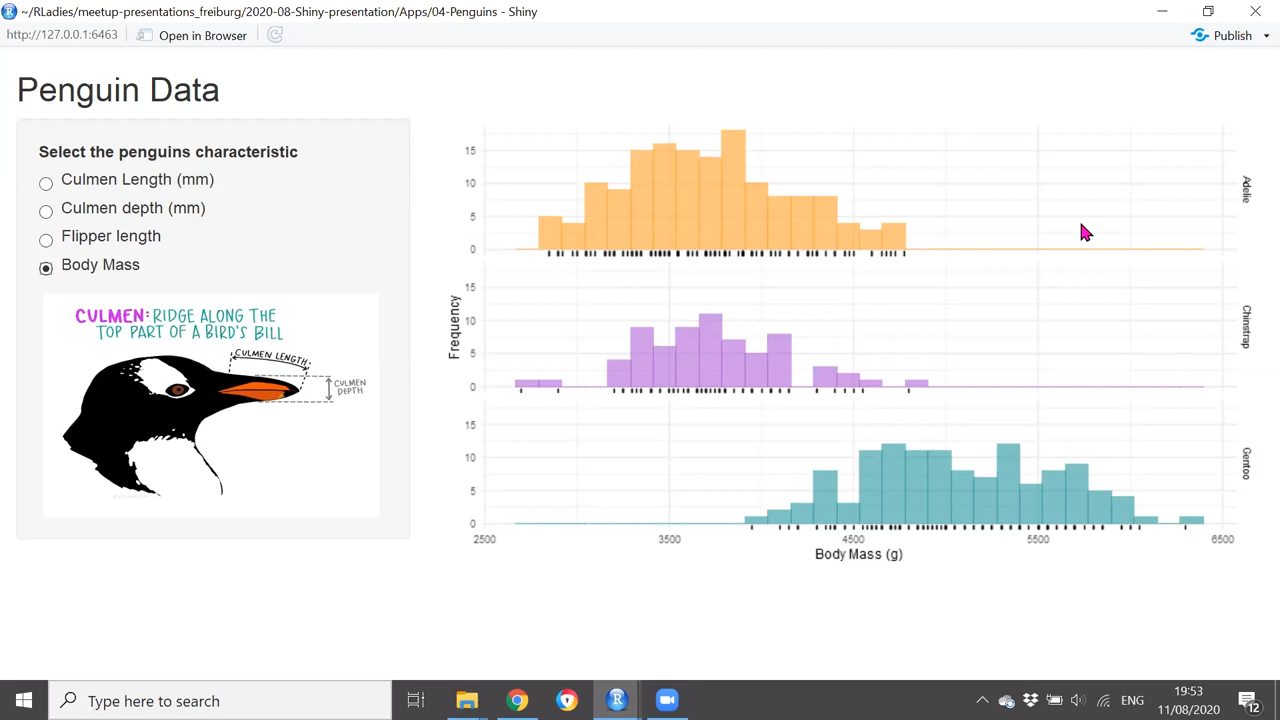 ~/RLadies/meetup-presentations_freiburg/2020-08-Shiny-presentation/Apps/04-Penguins - Shiny
http://127.0.0.1:6463 Open in Browser Publish
Penguin Data
Select the penguins characteristic
Culmen Length (mm)
Culmen depth (mm)
Flipper length
Body Mass
CULMEN: RIDGE ALONG THE
TOP PART OF A BIRD'S BILL
CULMEN LENGTH
CULMEN
DEPTH
Frequency
15
10
5
0
Adelie
15
10
5
0
Chinstrap
15
10
5
0
Gentoo
2500 3500 4500 5500 6500
Body Mass (g)
Type here to search
ENG
19:53
11/08/2020
12